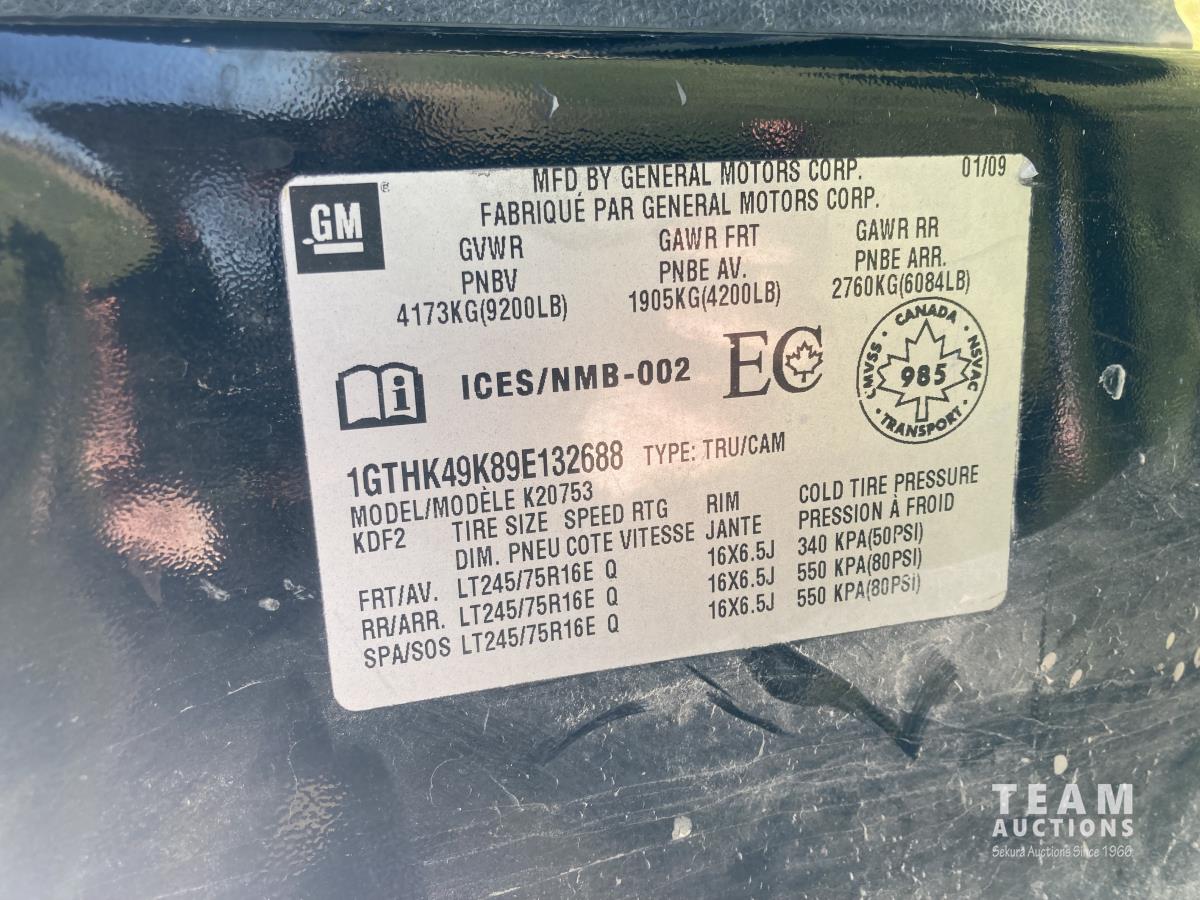 MFD BY GENERAL MOTORS CORP. 01/09
FABRIQUÉ PAR GENERAL MOTORS CORP.
GM®
GVWR GAWR FRT GAWR RR
PNBV PNBE AV. PNBE ARR.
4173KG(9200LB) 1905KG(4200LB) 2760KG(6084LB)
i ICES/NMB-002 EC
CANADA
CMVSS 985 NSVAC
TRANSPORT
1GTHK49K89E132688 TYPE: TRU/CAM
MODEL/MODÈLE K20753
KDF2 TIRE SIZE SPEED RTG RIM COLD TIRE PRESSURE
DIM. PNEU COTE VITESSE JANTE PRESSION À FROID
FRT/AV. LT245/75R16E Q 16X6.5J 340 KPA(50PSI)
RR/ARR. LT245/75R16E Q 16X6.5J 550 KPA(80PSI)
SPA/SOS LT245/75R16E Q 16X6.5J 550 KPA(80PSI)
TEAM
AUCTIONS
Sekura Auctions Since 1966